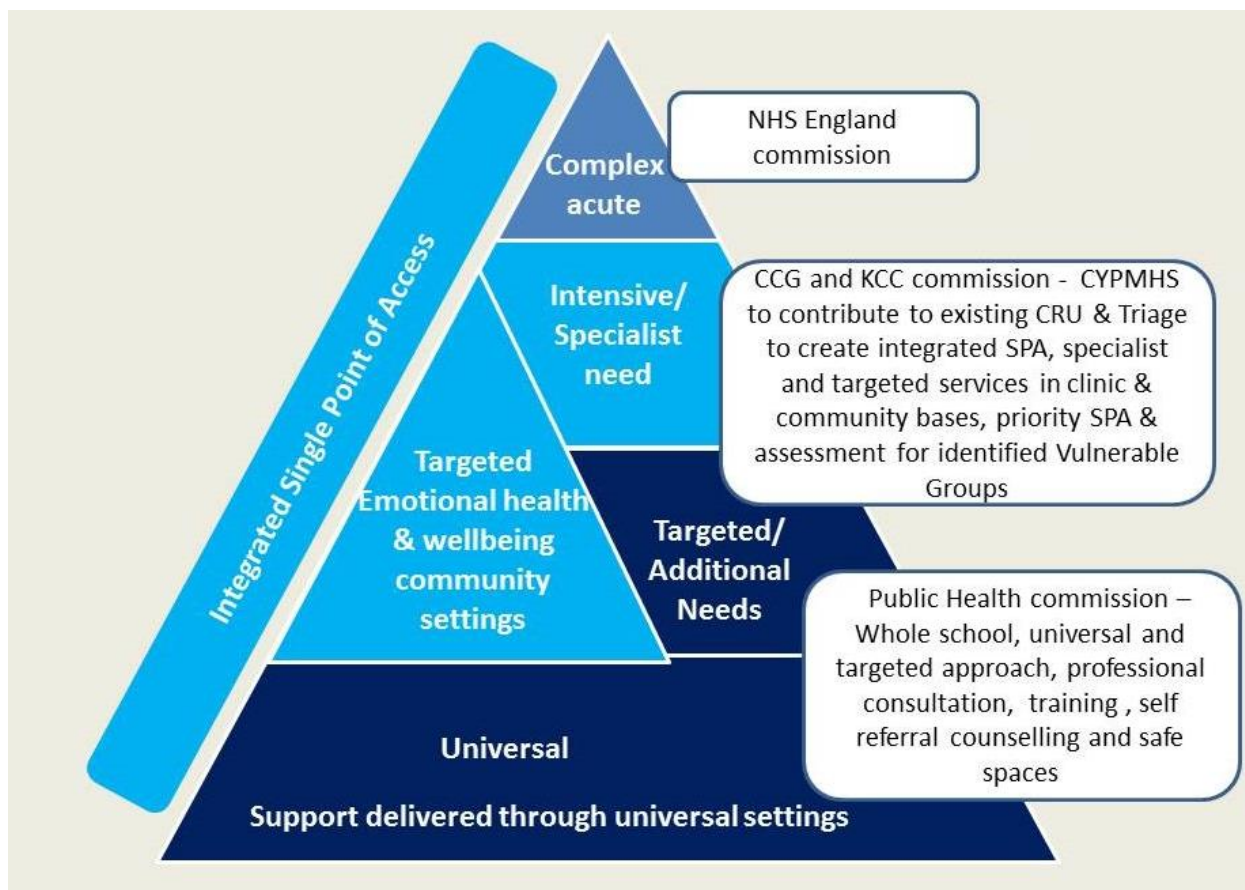 Integrated Single Point of Access
Complex
acute
NHS England
commission
Intensive/
Specialist
need
CCG and KCC commission - CYPMHS
to contribute to existing CRU & Triage
to create integrated SPA, specialist
and targeted services in clinic &
community bases, priority SPA &
assessment for identified Vulnerable
Groups
Targeted
Emotional health
& wellbeing
community
settings
Targeted/
Additional
Needs
Public Health commission –
Whole school, universal and
targeted approach, professional
consultation, training , self
referral counselling and safe
spaces
Universal
Support delivered through universal settings